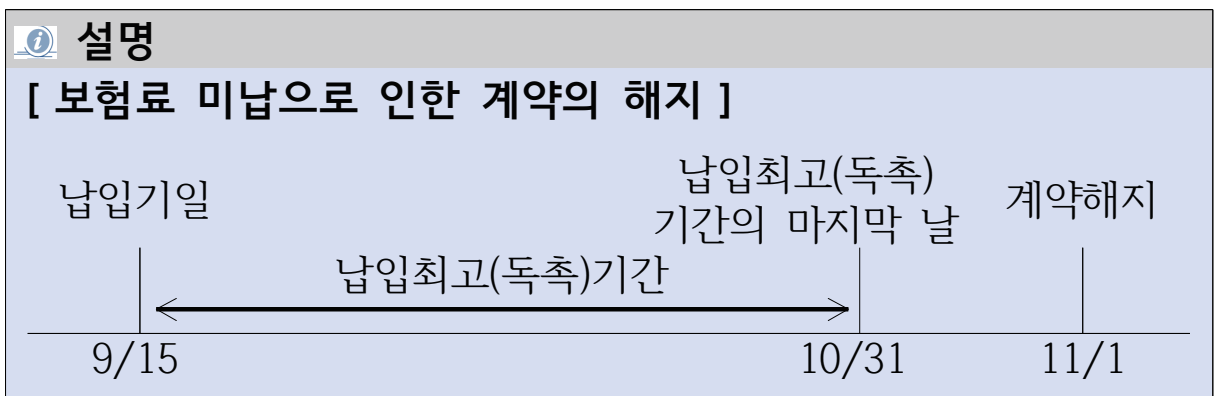 설명
[ 보험료 미납으로 인한 계약의 해지 ]
납입기일
납입최고(독촉)
기간의 마지막 날
계약해지
납입최고(독촉)기간
9/15
10/31
11/1